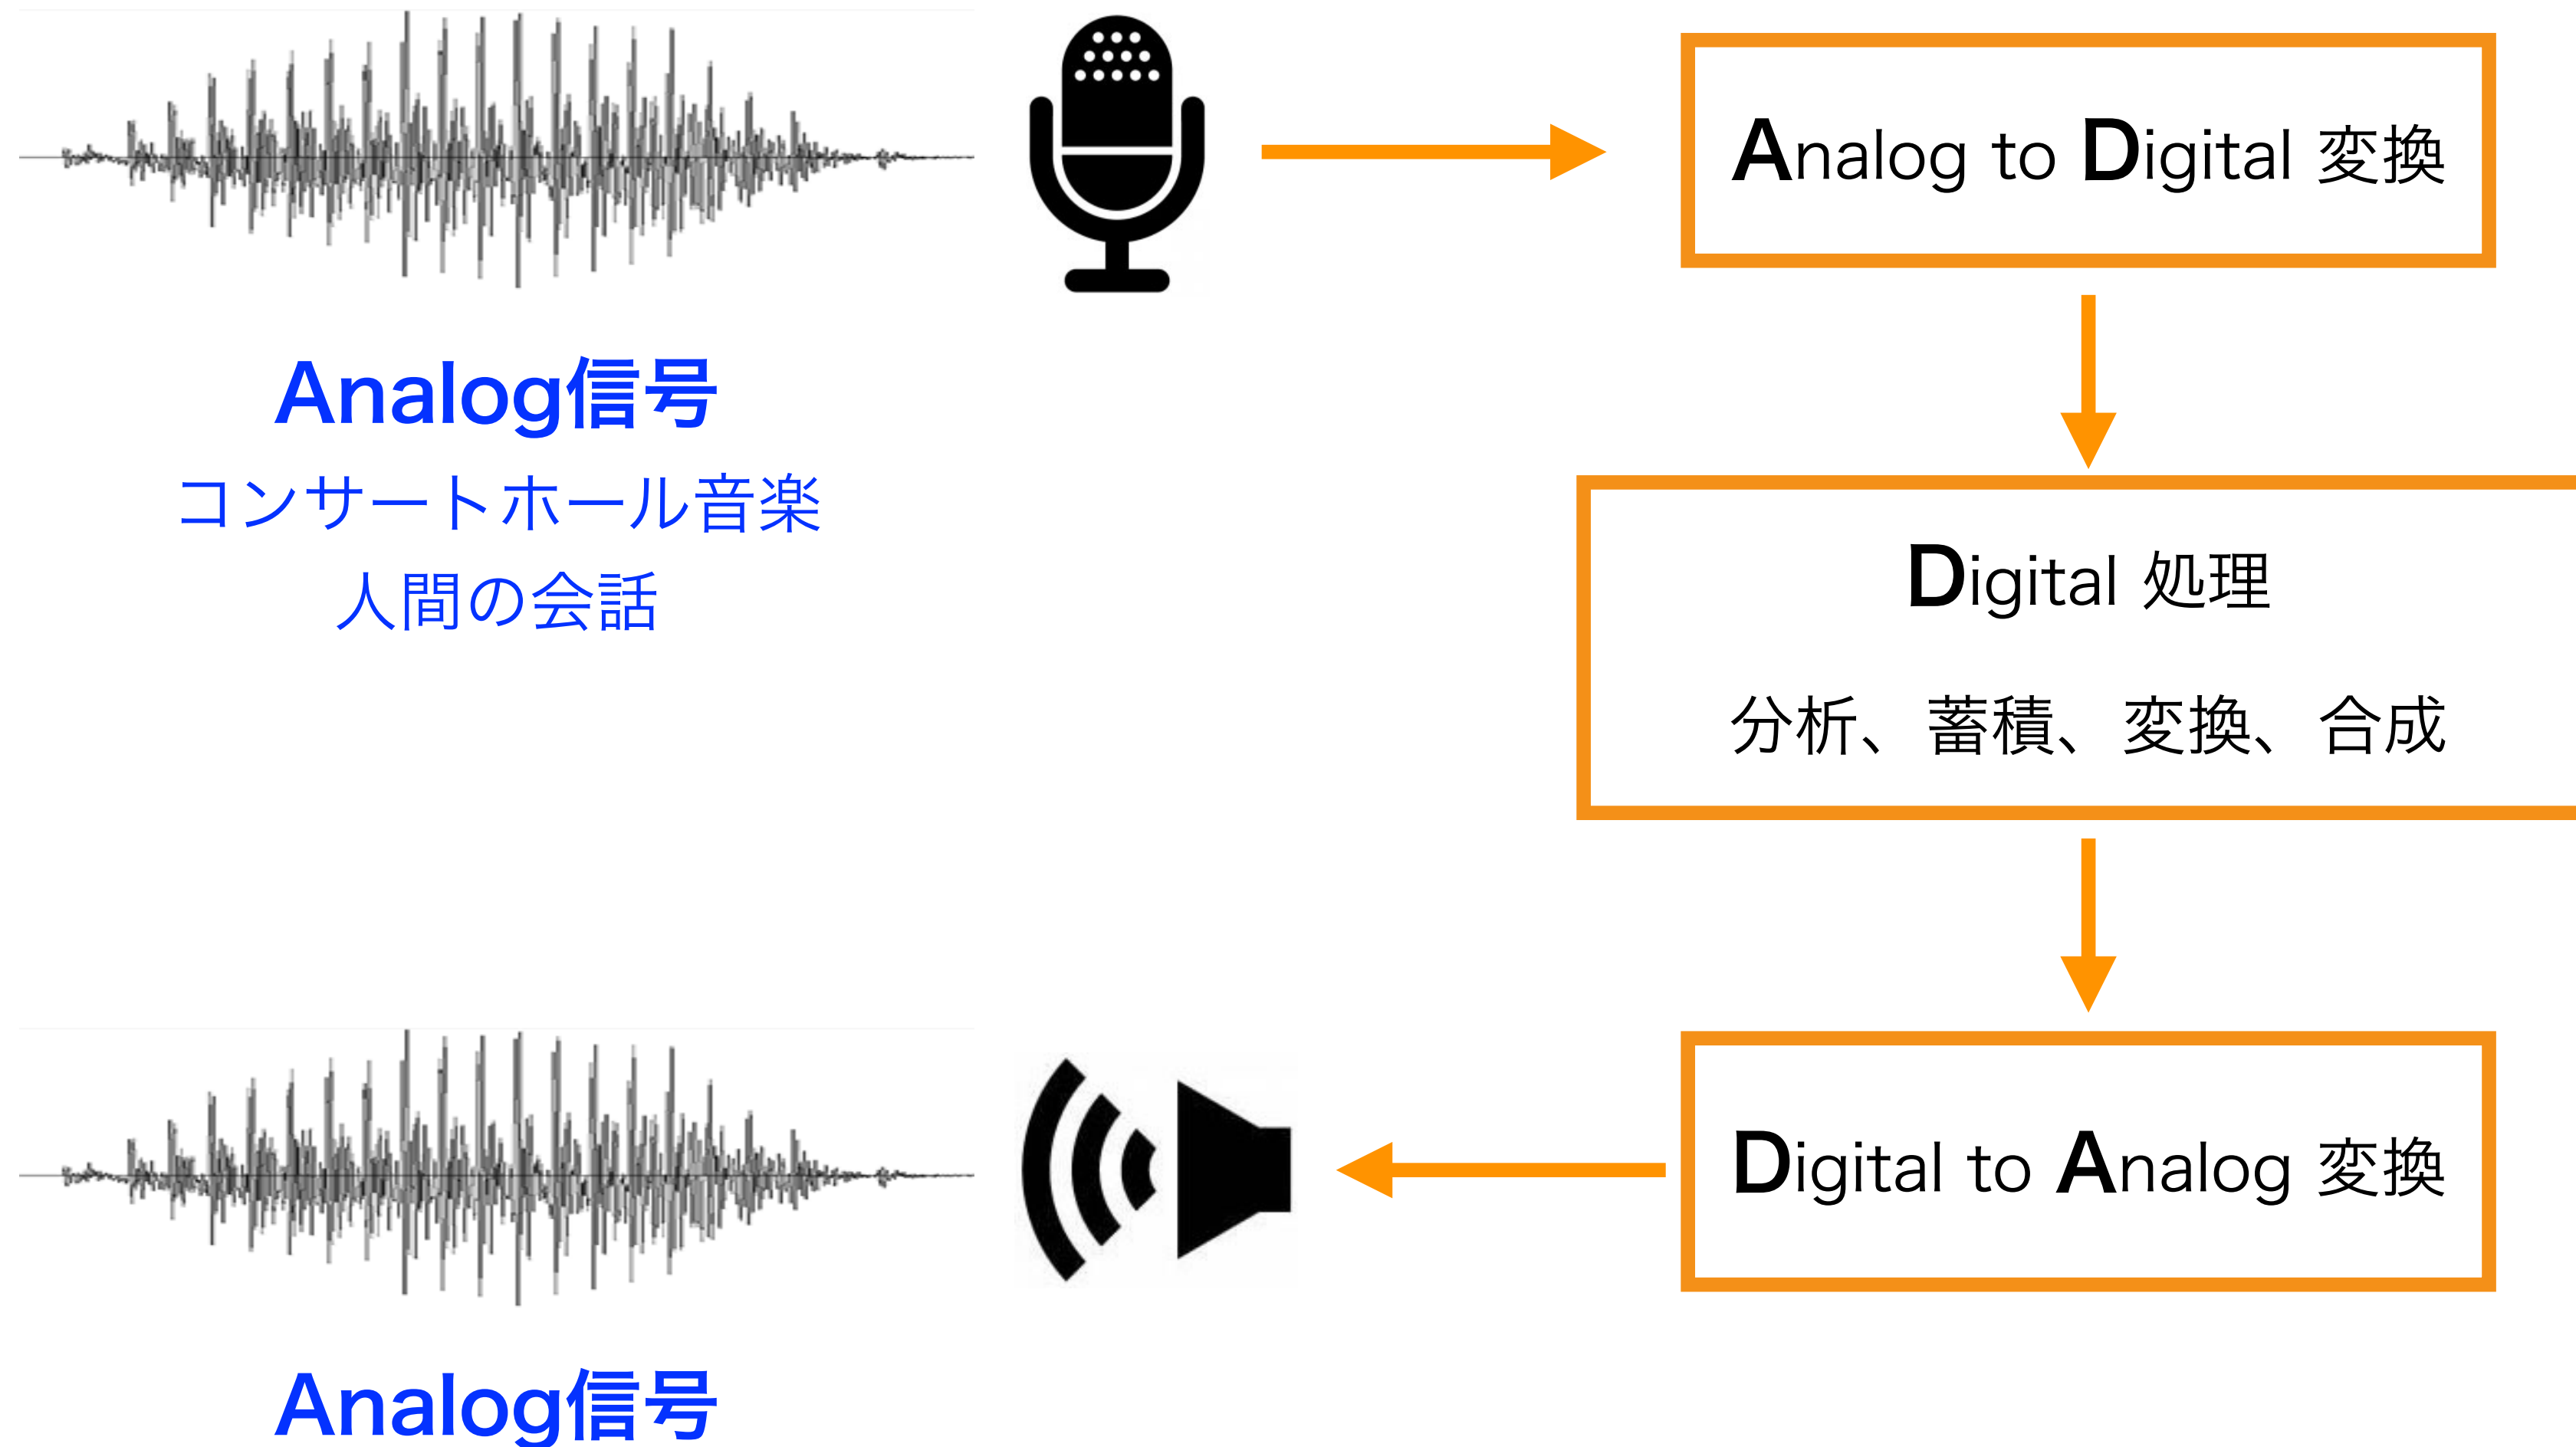 Analog to Digital 変換
Analog信号
コンサートホール音楽
人間の会話
Digital 処理
分析、蓄積、変換、合成
Digital to Analog 変換
Analog信号